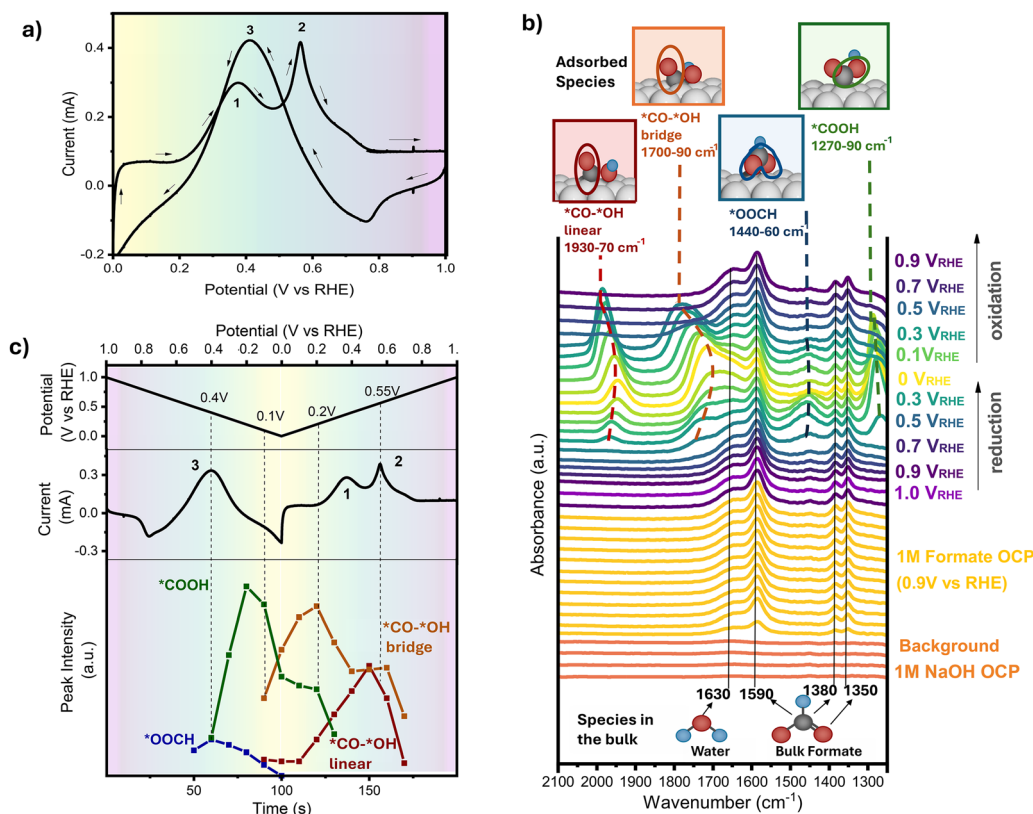 a)
3
2
1
0.4
0.2
0.0
-0.2
Current (mA)
0.0
0.2
0.4
0.6
0.8
1.0
Potential (V vs RHE)
b)
Adsorbed
Species
*CO-*OH
bridge
1700-90 cm-1
*COOH
1270-90 cm-1
*CO-*OH
linear
1930-70 cm-1
*OOCH
1440-60 cm-1
0.9 VRHE
0.7 VRHE
0.5 VRHE
0.3 VRHE
0.1VRHE
0 VRHE
0.3 VRHE
0.5 VRHE
0.7 VRHE
0.9 VRHE
1.0 VRHE
oxidation
reduction
1M Formate OCP
(0.9V vs RHE)
Background
1M NaOH OCP
Absorbance (a.u.)
1630
1590
1380
1350
Species in
the bulk
Water
Bulk Formate
2100
2000
1900
1800
1700
1600
1500
1400
1300
Wavenumber (cm-1)
c)
Potential (V vs RHE)
1.0
0.8
0.6
0.4
0.2
0.0
0.2
0.4
0.6
0.8
1.
Potential
(V vs RHE)
1.0
0.5
0.0
0.4V
0.1V
0.2V
0.55V
Current
(mA)
0.3
0.0
-0.3
3
1
2
Peak Intensity
(a.u.)
*COOH
*CO-*OH
bridge
*OOCH
*CO-*OH
linear
50
100
150
Time (s)